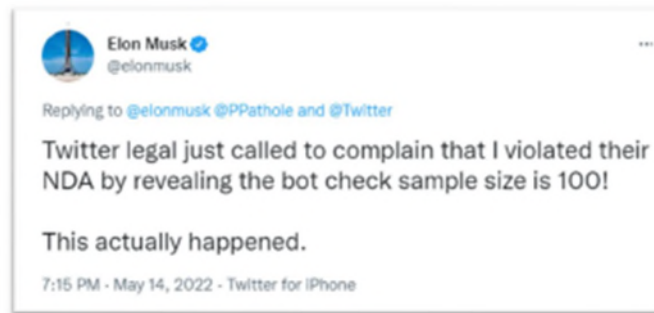 Elon Musk
@elonmusk
Replying to @elonmusk @PPathole and @Twitter
Twitter legal just called to complain that I violated their
NDA by revealing the bot check sample size is 100!
This actually happened.
7:15 PM · May 14, 2022 · Twitter for iPhone